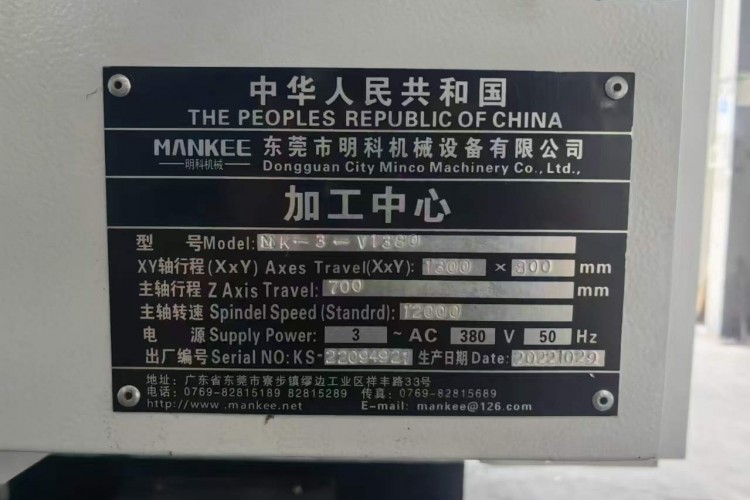 中华人民共和国
THE PEOPLES REPUBLIC OF CHINA
MANKEE
明科机械
东莞市明科机械设备有限公司
Dongguan City Minco Machinery Co., Ltd.,
加工中心
型 号Model: MK-3-V1380
XY轴行程(XxY) Axes Travel(XxY): 1300 × 800 mm
主轴行程 Z Axis Travel: 700 mm
主轴转速 Spindel Speed (Standrd): 12000
电 源 Supply Power: 3 ~ AC 380 V 50 Hz
出厂编号 Serial NO: KS-22094921 生产日期 Date: 20221029
地址: 广东省东莞市寮步镇缪边工业区祥丰路33号
电话: 0769-82815189 82815289 传真: 0769-82815689
http://www.mankee.net E-mail: mankee@126.com